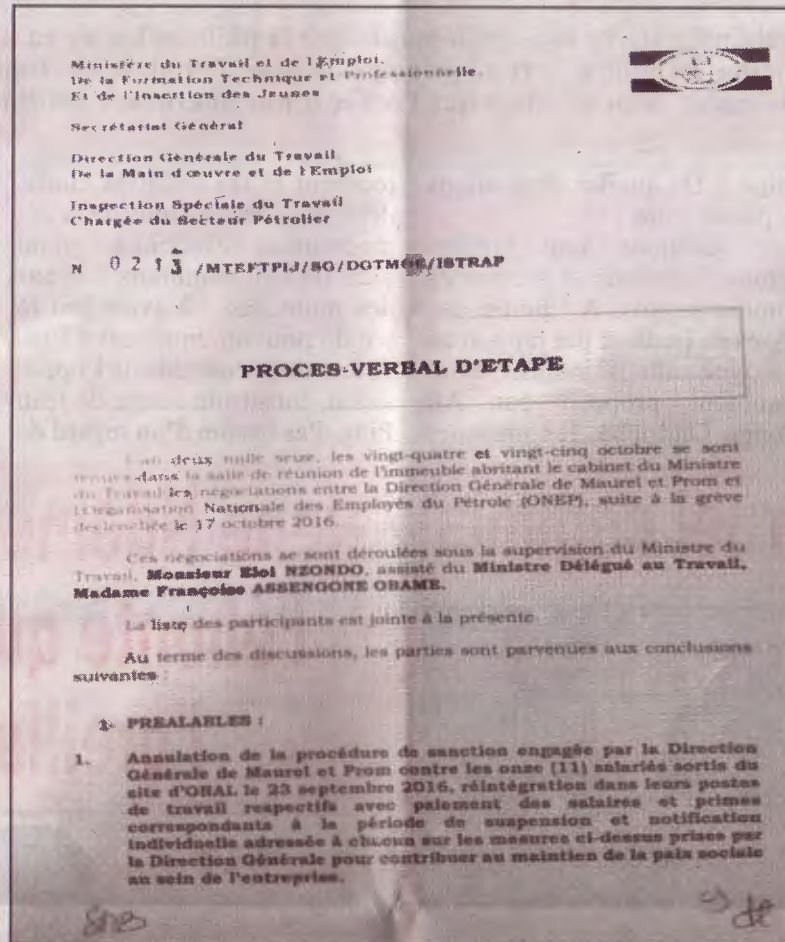 Ministère du Travail et de l'Emploi,
De la Formation Technique et Professionnelle
Et de l'Insertion des Jeunes
Secrétariat Général
Direction Générale du Travail,
De la Main d'œuvre et de l'Emploi
Inspection Spéciale du Travail
Chargée du Secteur Pétrolier
N 0213 /MTEFTPIJ/SG/DGTMOE/ISTRAP
PROCES-VERBAL D'ETAPE
L'an deux mille seize, les vingt-quatre et vingt-cinq octobre se sont
tenues dans la salle de réunion de l'immeuble abritant le cabinet du Ministre
du Travail les négociations entre la Direction Générale de Maurel et Prom et
l'Organisation Nationale des Employés du Pétrole (ONEP), suite à la grève
déclenchée le 17 octobre 2016.
Ces négociations se sont déroulées sous la supervision du Ministre du
Travail, Monsieur Eloi NZONDO, assisté du Ministre Délégué au Travail,
Madame Françoise ASSENGONE OBAME.
La liste des participants est jointe à la présente
Au terme des discussions, les parties sont parvenues aux conclusions
suivantes :
1- PREALABLES :
1. Annulation de la procédure de sanction engagée par la Direction
Générale de Maurel et Prom contre les onze (11) salariés sortis du
site d'OBAL le 23 septembre 2016, réintégration dans leurs postes
de travail respectifs avec paiement des salaires et primes
correspondants à la période de suspension et notification
individuelle adressée à chacun sur les mesures ci-dessus prises par
la Direction Générale pour contribuer au maintien de la paix sociale
au sein de l'entreprise.